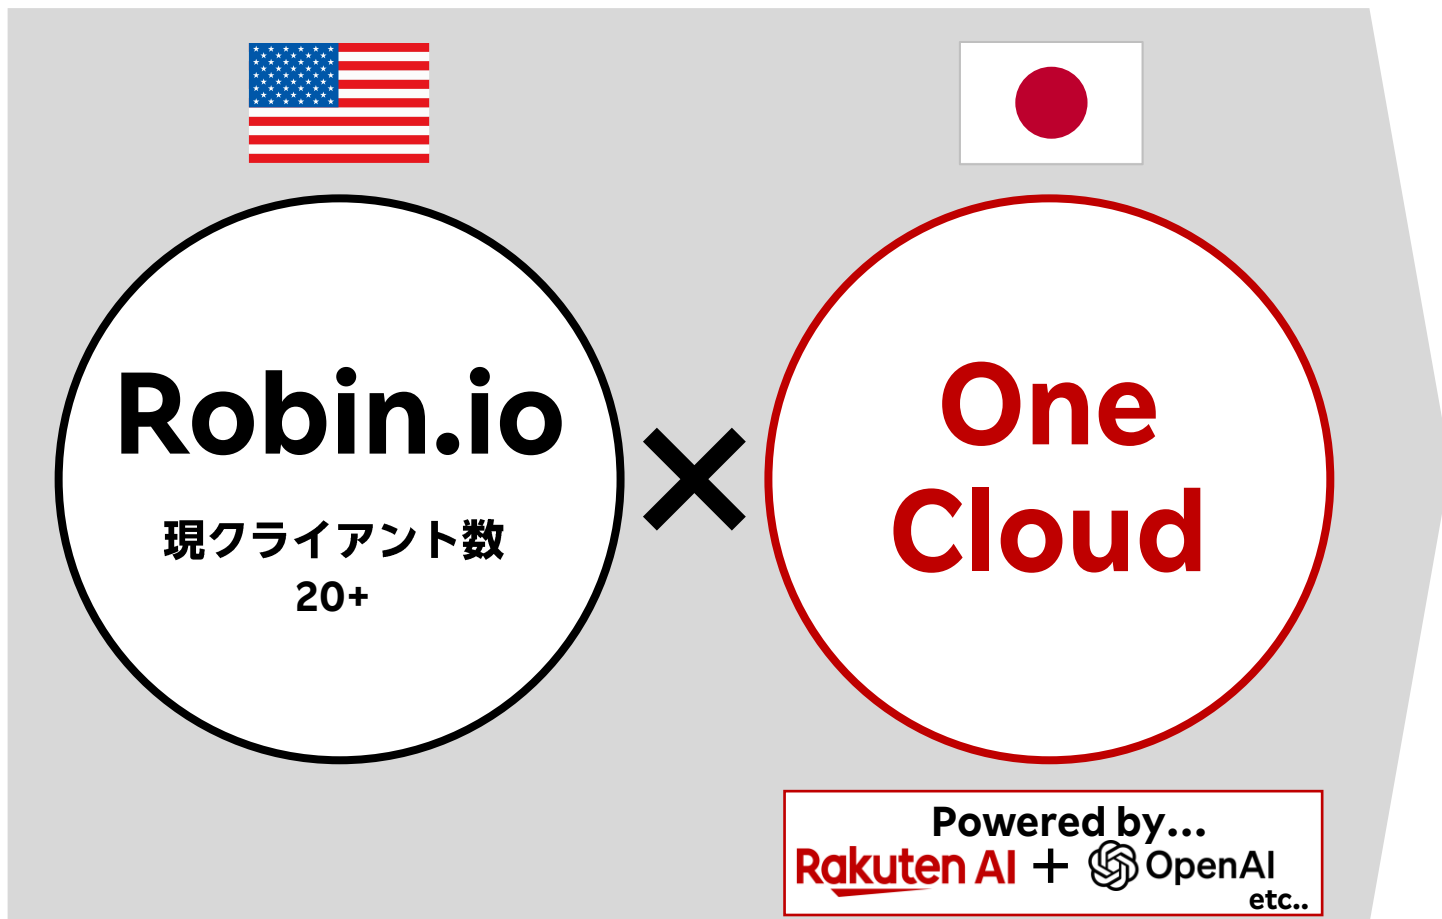 Robin.io
現クライアント数
20+
×
One
Cloud
Powered by...
Rakuten AI + OpenAI
etc..